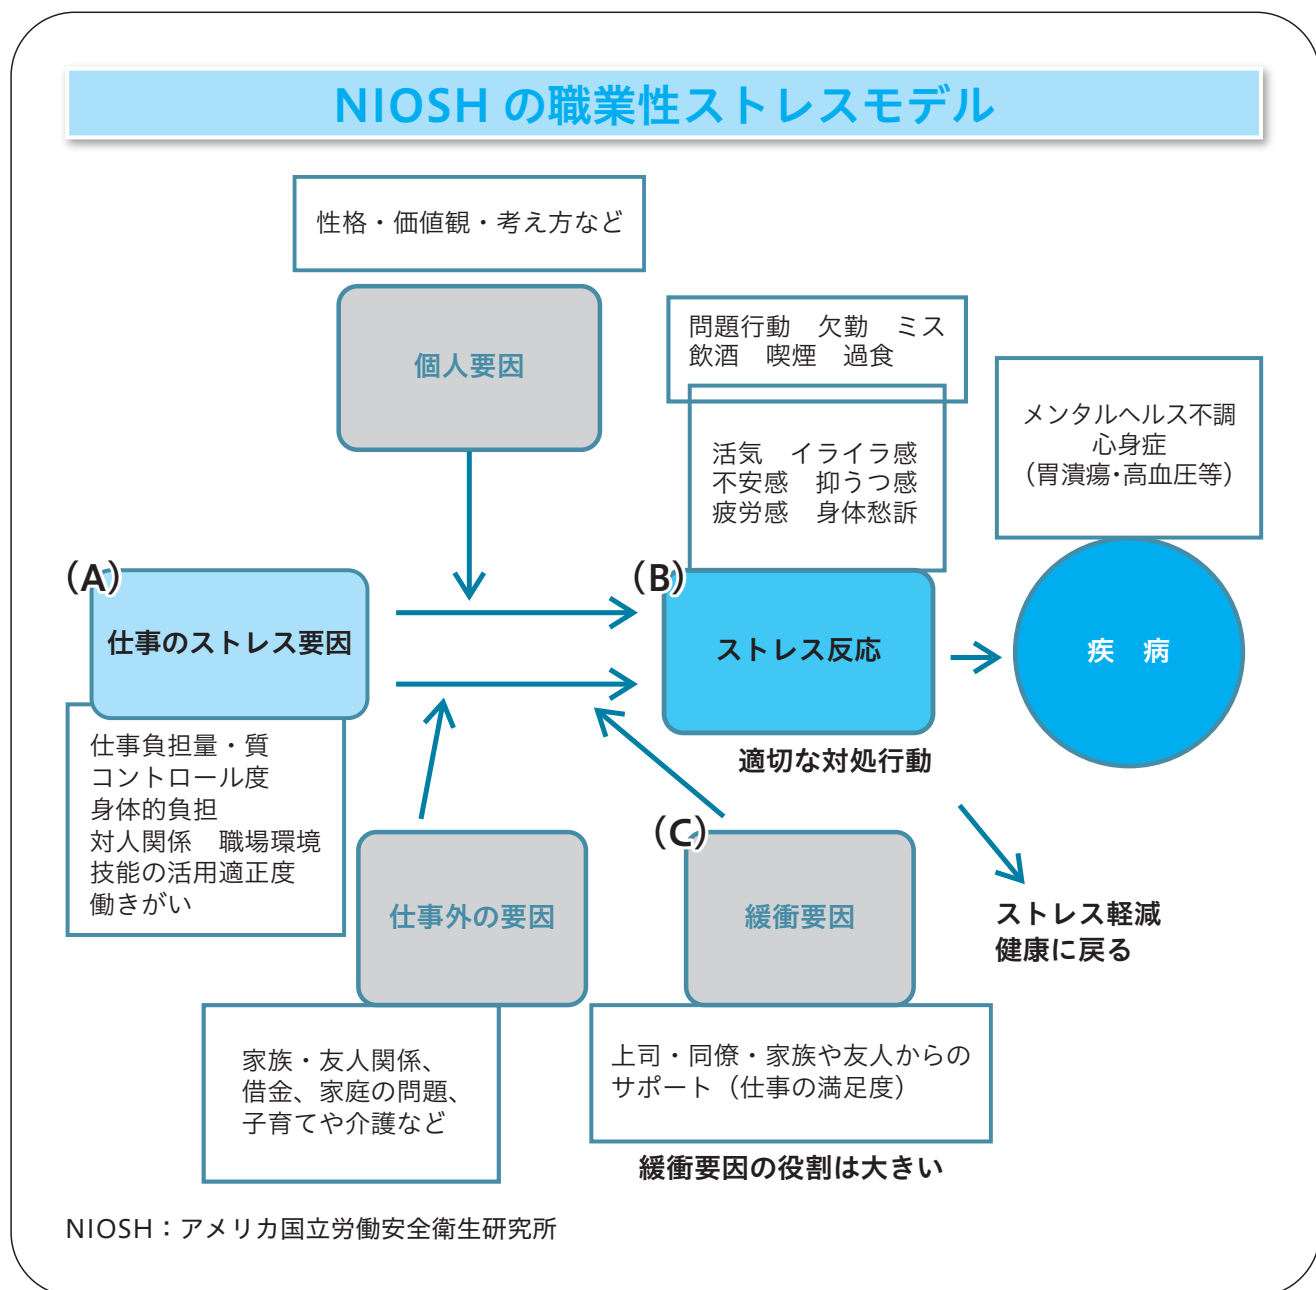 NIOSH の職業性ストレスモデル
性格・価値観・考え方など
個人要因
問題行動　欠勤　ミス
飲酒　喫煙　過食
活気　イライラ感
不安感　抑うつ感
疲労感　身体愁訴
メンタルヘルス不調
心身症
（胃潰瘍・高血圧等）
（A）
仕事のストレス要因
（B）
ストレス反応
疾　病
仕事負担量・質
コントロール度
身体的負担
対人関係　職場環境
技能の活用適正度
働きがい
適切な対処行動
（C）
仕事外の要因
緩衝要因
ストレス軽減
健康に戻る
家族・友人関係、
借金、家庭の問題、
子育てや介護など
上司・同僚・家族や友人からの
サポート（仕事の満足度）
緩衝要因の役割は大きい
NIOSH：アメリカ国立労働安全衛生研究所